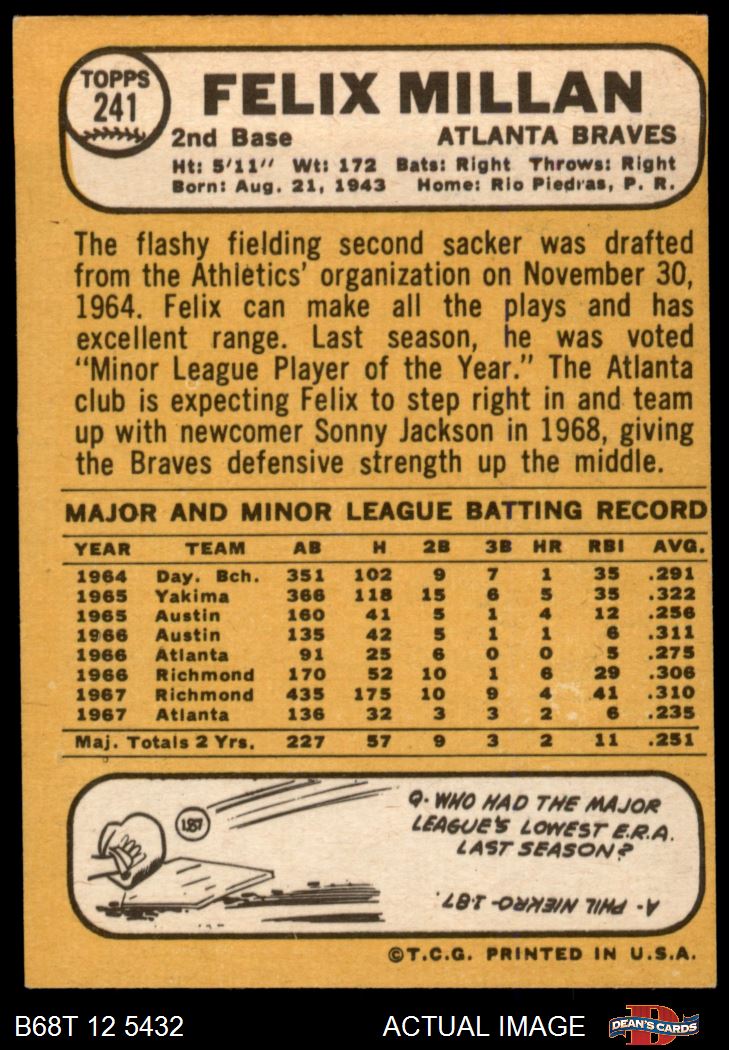 TOPPS
241
FELIX MILLAN
2nd Base ATLANTA BRAVES
Ht: 5'11" Wt: 172 Bats: Right Throws: Right
Born: Aug. 21, 1943 Home: Rio Piedras, P. R.
The flashy fielding second sacker was drafted
from the Athletics' organization on November 30,
1964. Felix can make all the plays and has
excellent range. Last season, he was voted
"Minor League Player of the Year." The Atlanta
club is expecting Felix to step right in and team
up with newcomer Sonny Jackson in 1968, giving
the Braves defensive strength up the middle.
MAJOR AND MINOR LEAGUE BATTING RECORD
YEAR TEAM AB H 2B 3B HR RBI AVG.
1964 Day. Bch. 351 102 9 7 1 35 .291
1965 Yakima 366 118 15 6 5 35 .322
1965 Austin 160 41 5 1 4 12 .256
1966 Austin 135 42 5 1 1 6 .311
1966 Atlanta 91 25 6 0 0 5 .275
1966 Richmond 170 52 10 1 6 29 .306
1967 Richmond 435 175 10 9 4 41 .310
1967 Atlanta 136 32 3 3 2 6 .235
Maj. Totals 2 Yrs. 227 57 9 3 2 11 .251
1.87
Q. WHO HAD THE MAJOR
LEAGUE'S LOWEST E.R.A.
LAST SEASON?
A- PHIL NIEKRO- 1.87.
©T.C.G. PRINTED IN U.S.A.
B68T 12 5432 ACTUAL IMAGE D DEAN'S CARDS